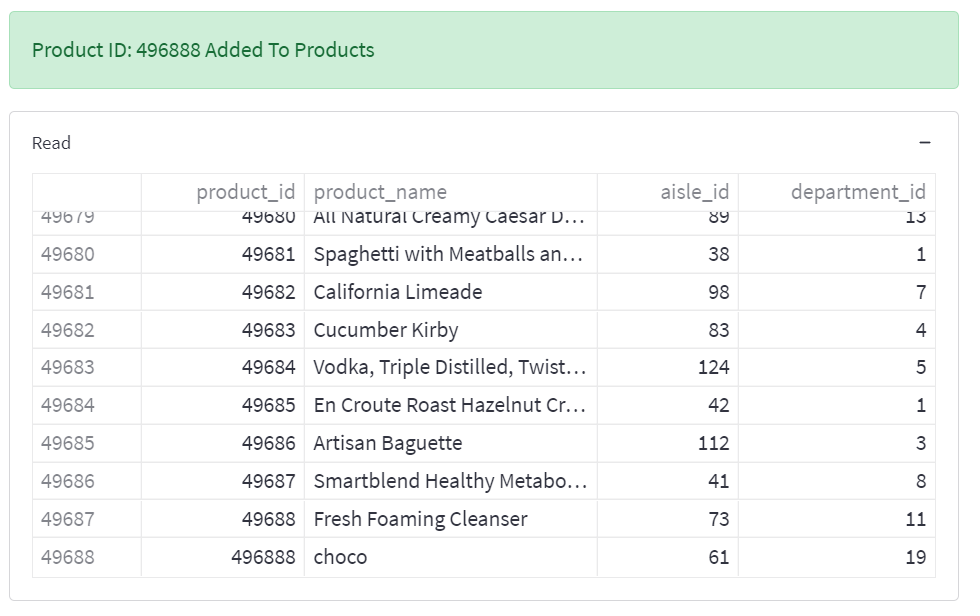 Product ID: 496888 Added To Products
Read −
product_id product_name aisle_id department_id
49679 49680 All Natural Creamy Caesar D... 89 13
49680 49681 Spaghetti with Meatballs an... 38 1
49681 49682 California Limeade 98 7
49682 49683 Cucumber Kirby 83 4
49683 49684 Vodka, Triple Distilled, Twist... 124 5
49684 49685 En Croute Roast Hazelnut Cr... 42 1
49685 49686 Artisan Baguette 112 3
49686 49687 Smartblend Healthy Metabo... 41 8
49687 49688 Fresh Foaming Cleanser 73 11
49688 496888 choco 61 19